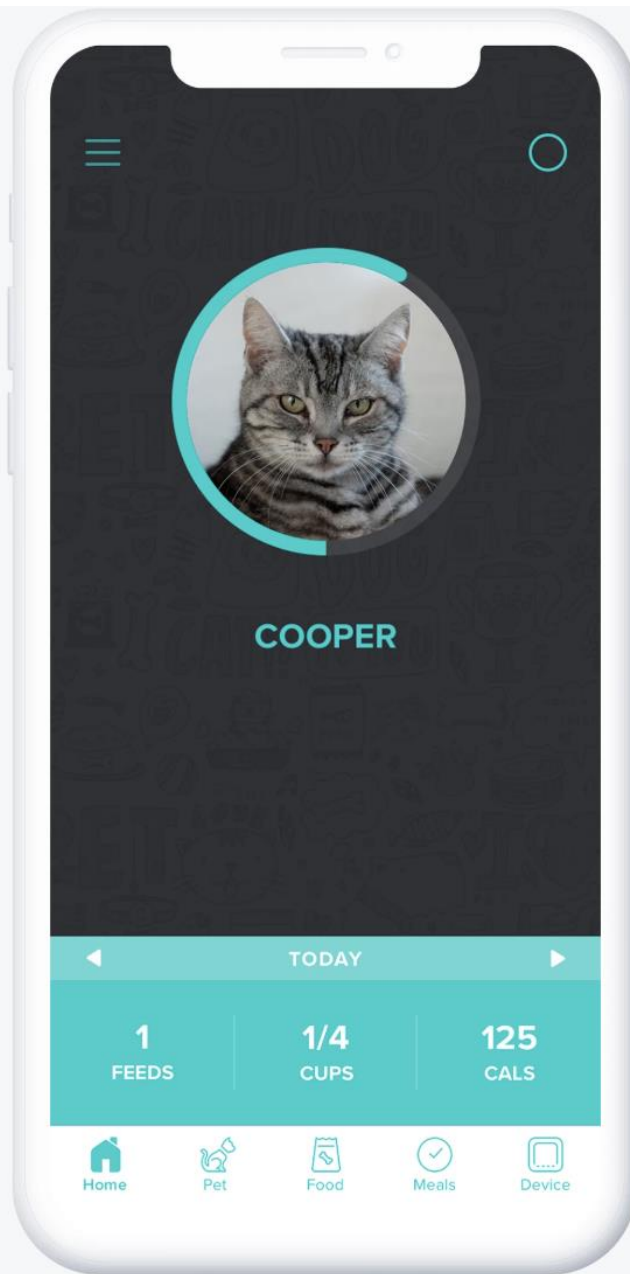 COOPER
TODAY
1 1/4 125
FEEDS CUPS CALS
Home Pet Food Meals Device